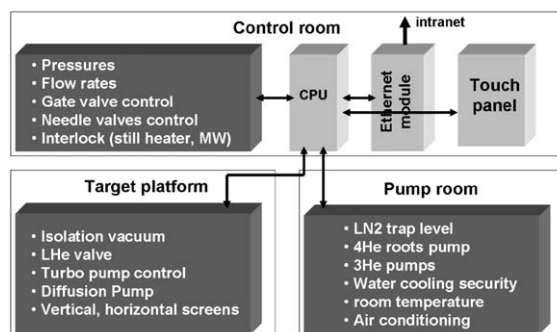 Control room
intranet
• Pressures
• Flow rates
• Gate valve control
• Needle valves control
• Interlock (still heater, MW)
CPU
Ethernet
module
Touch
panel
Target platform
• Isolation vacuum
• LHe valve
• Turbo pump control
• Diffusion Pump
• Vertical, horizontal screens
Pump room
• LN2 trap level
• 4He roots pump
• 3He pumps
• Water cooling security
• room temperature
• Air conditioning